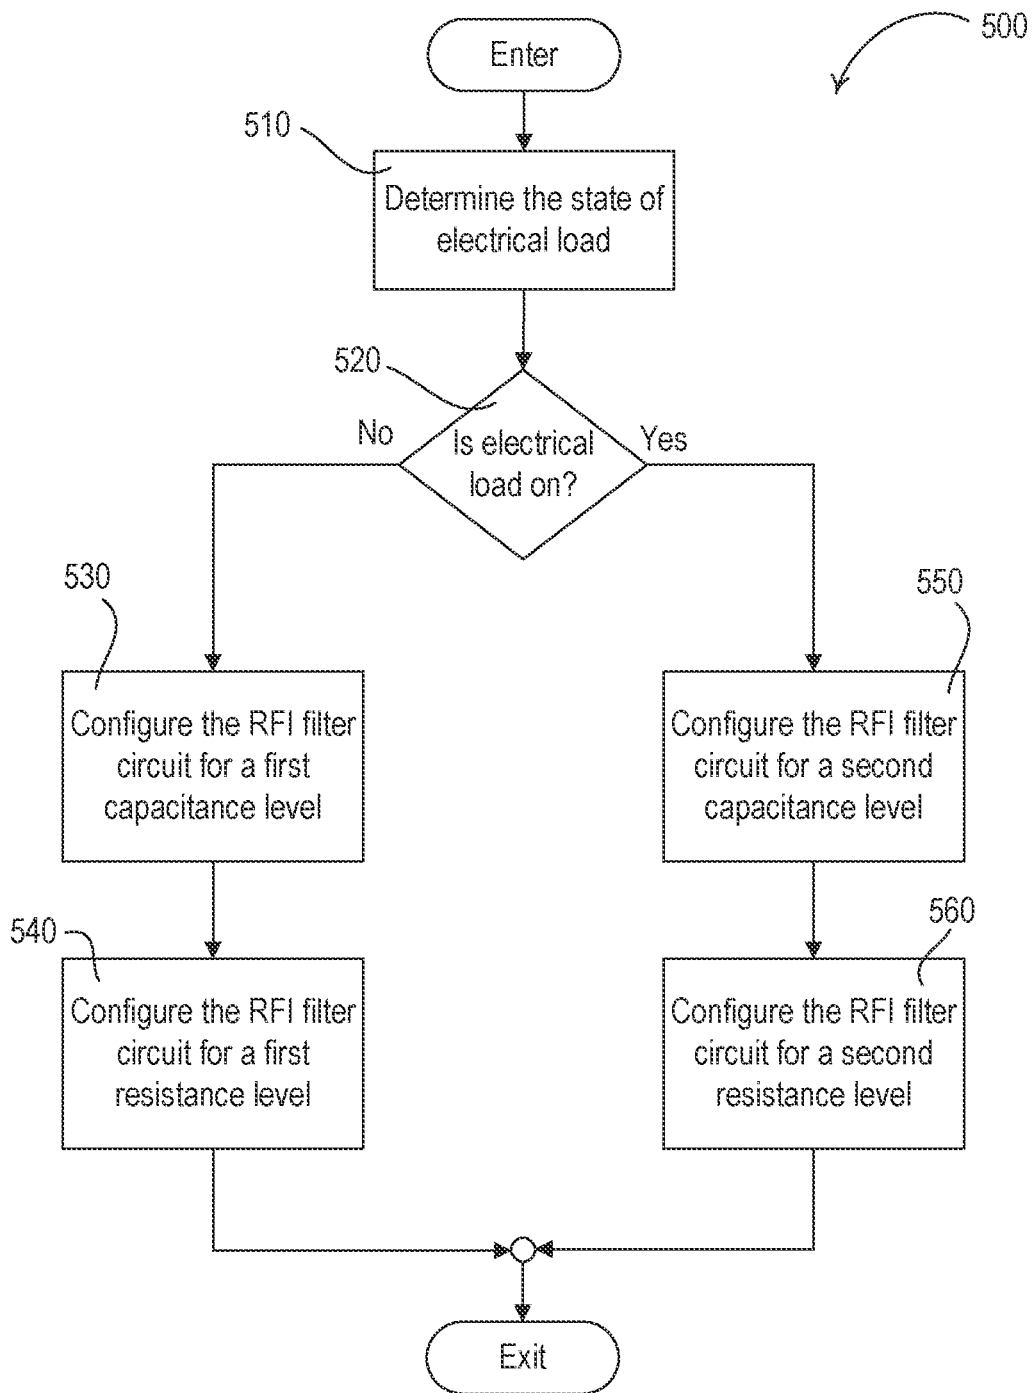 500
Enter
510
Determine the state of
electrical load
520
No
Is electrical
load on?
Yes
530
Configure the RFI filter
circuit for a first
capacitance level
550
Configure the RFI filter
circuit for a second
capacitance level
540
Configure the RFI filter
circuit for a first
resistance level
560
Configure the RFI filter
circuit for a second
resistance level
Exit